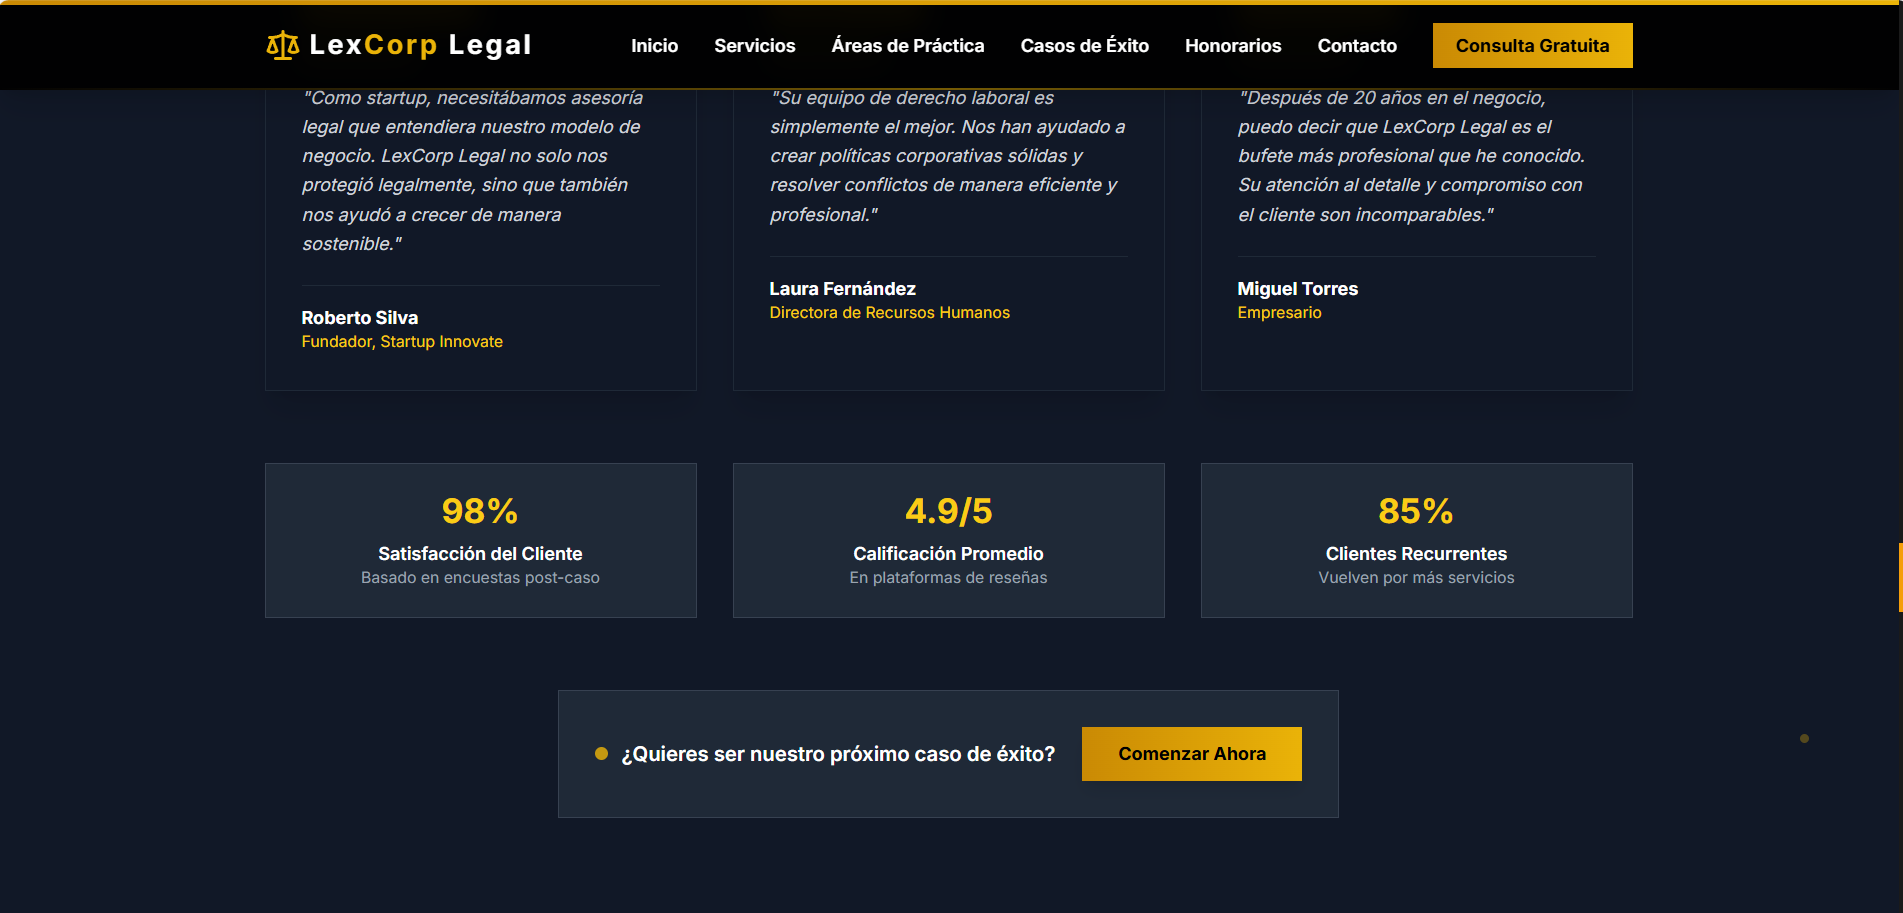 LexCorp Legal
Inicio
Servicios
Áreas de Práctica
Casos de Éxito
Honorarios
Contacto
Consulta Gratuita
"Como startup, necesitábamos asesoría
legal que entendiera nuestro modelo de
negocio. LexCorp Legal no solo nos
protegió legalmente, sino que también
nos ayudó a crecer de manera
sostenible."
Roberto Silva
Fundador, Startup Innovate
"Su equipo de derecho laboral es
simplemente el mejor. Nos han ayudado a
crear políticas corporativas sólidas y
resolver conflictos de manera eficiente y
profesional."
Laura Fernández
Directora de Recursos Humanos
"Después de 20 años en el negocio,
puedo decir que LexCorp Legal es el
bufete más profesional que he conocido.
Su atención al detalle y compromiso con
el cliente son incomparables."
Miguel Torres
Empresario
98%
Satisfacción del Cliente
Basado en encuestas post-caso
4.9/5
Calificación Promedio
En plataformas de reseñas
85%
Clientes Recurrentes
Vuelven por más servicios
¿Quieres ser nuestro próximo caso de éxito?
Comenzar Ahora